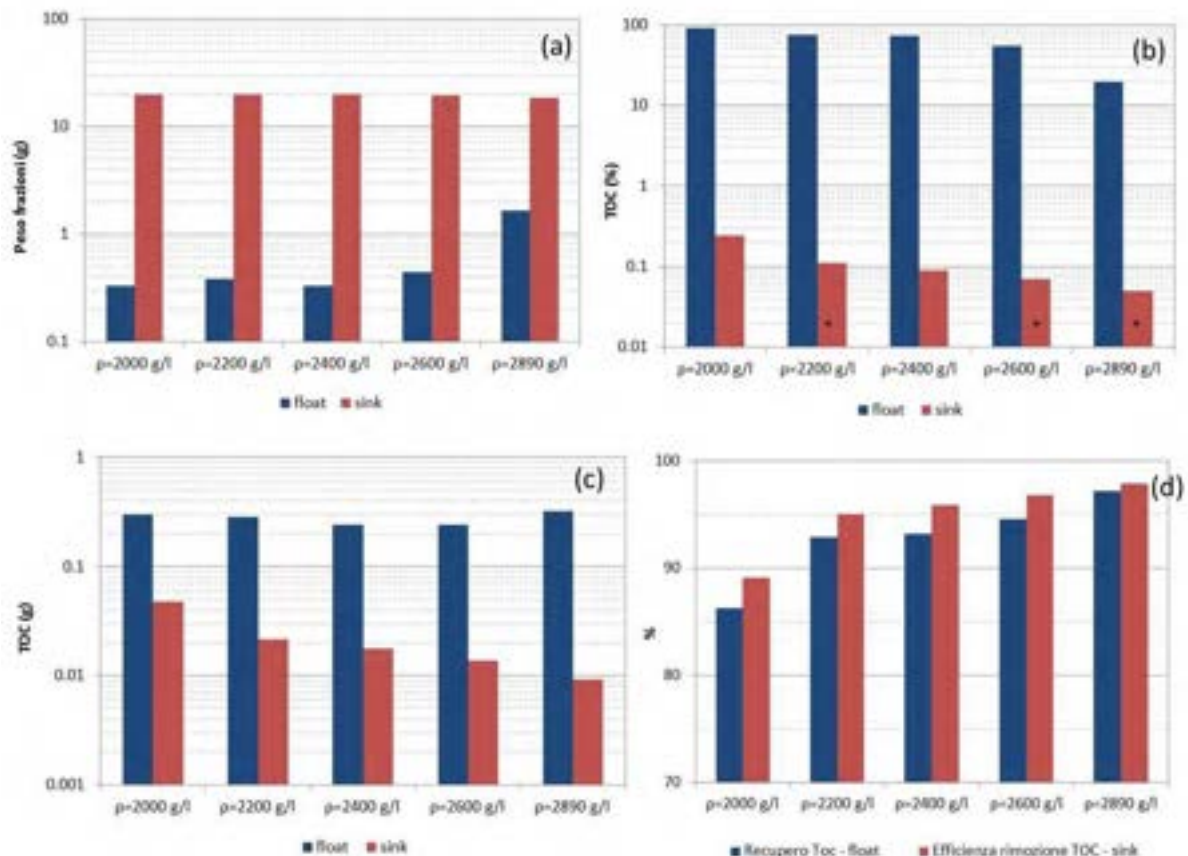 (a)
Peso frazioni (g)
100
10
1
0.1
ρ=2000 g/l ρ=2200 g/l ρ=2400 g/l ρ=2600 g/l ρ=2890 g/l
float sink
(b)
TOC (%)
100
10
1
0.1
0.01
* * *
ρ=2000 g/l ρ=2200 g/l ρ=2400 g/l ρ=2600 g/l ρ=2890 g/l
float sink
(c)
TOC (g)
1
0.1
0.01
0.001
ρ=2000 g/l ρ=2200 g/l ρ=2400 g/l ρ=2600 g/l ρ=2890 g/l
float sink
(d)
%
100
90
80
70
ρ=2000 g/l ρ=2200 g/l ρ=2400 g/l ρ=2600 g/l ρ=2890 g/l
Recupero Toc - float Efficienza rimozione TOC - sink